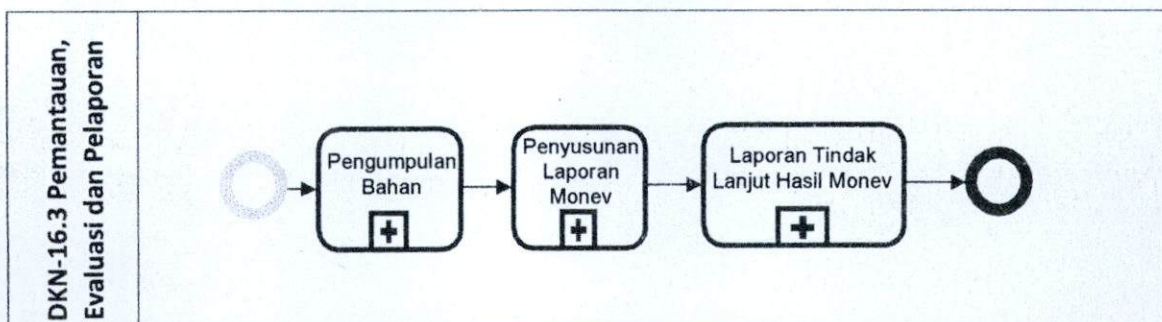 DKN-16.3 Pemantauan,
Evaluasi dan Pelaporan
Pengumpulan
Bahan
Penyusunan
Laporan
Monev
Laporan Tindak
Lanjut Hasil Monev